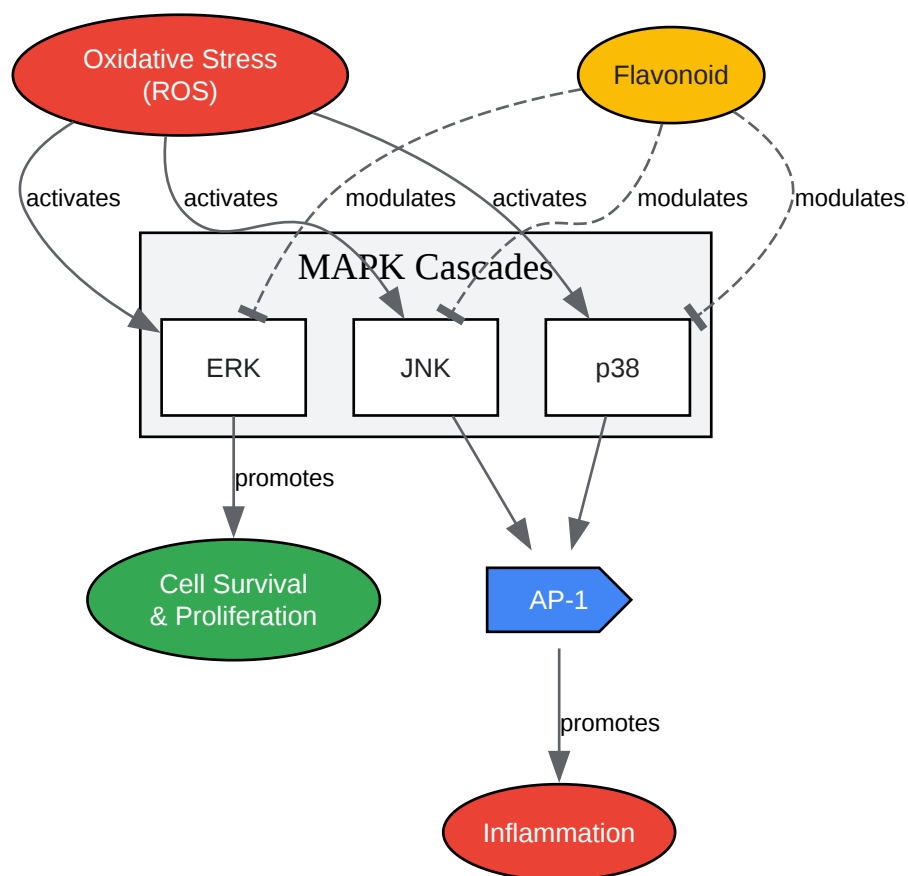 Oxidative Stress
(ROS)
Flavonoid
activates
activates
modulates
activates
modulates
modulates
MAPK Cascades
ERK
JNK
p38
promotes
Cell Survival
& Proliferation
AP-1
promotes
Inflammation